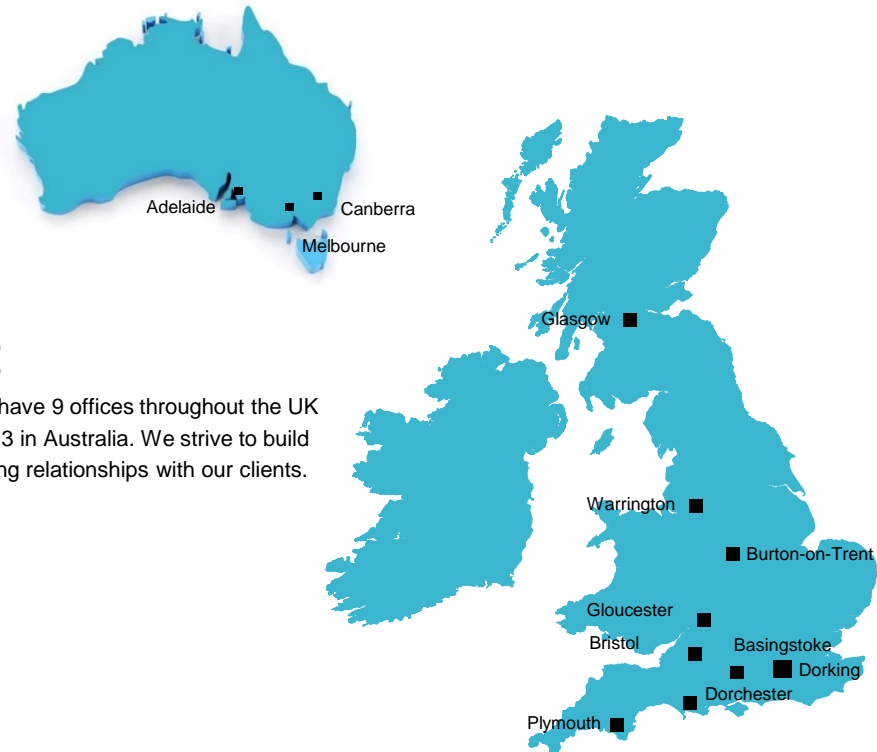 Adelaide
Canberra
Melbourne
Glasgow
have 9 offices throughout the UK
3 in Australia. We strive to build
ng relationships with our clients.
Warrington
Burton-on-Trent
Gloucester
Bristol
Basingstoke
Dorking
Dorchester
Plymouth